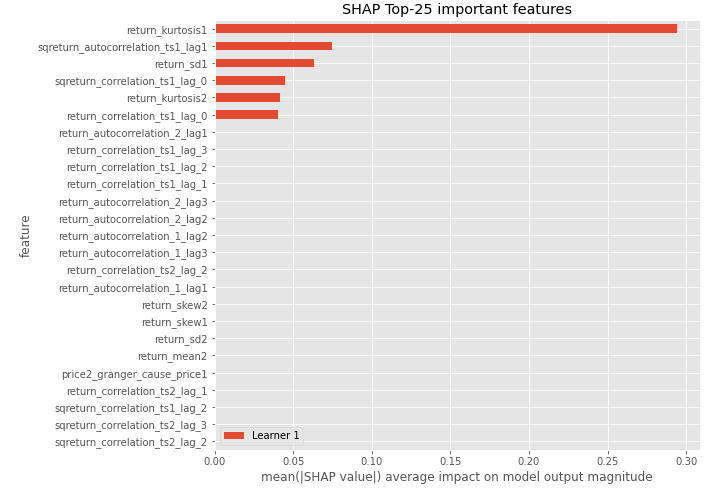 SHAP Top-25 important features
return_kurtosis1
sqreturn_autocorrelation_ts1_lag1
return_sd1
sqreturn_correlation_ts1_lag_0
return_kurtosis2
return_correlation_ts1_lag_0
return_autocorrelation_2_lag1
return_correlation_ts1_lag_3
return_correlation_ts1_lag_2
return_correlation_ts1_lag_1
return_autocorrelation_2_lag3
return_autocorrelation_2_lag2
return_autocorrelation_1_lag2
return_autocorrelation_1_lag3
return_correlation_ts2_lag_2
return_autocorrelation_1_lag1
return_skew2
return_skew1
return_sd2
return_mean2
price2_granger_cause_price1
return_correlation_ts2_lag_1
sqreturn_correlation_ts1_lag_2
sqreturn_correlation_ts2_lag_3
sqreturn_correlation_ts2_lag_2
feature
Learner 1
0.00 0.05 0.10 0.15 0.20 0.25 0.30
mean(|SHAP value|) average impact on model output magnitude